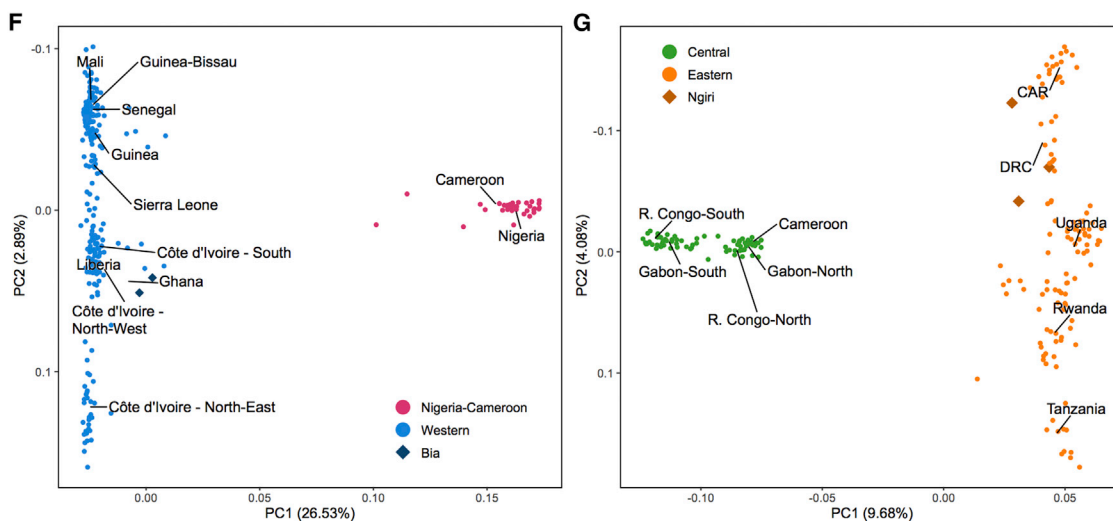 F
PC2 (2.89%)
-0.1
0.0
0.1
Mali
Guinea-Bissau
Senegal
Guinea
Sierra Leone
Côte d'Ivoire - South
Liberia
Ghana
Côte d'Ivoire -
North-West
Côte d'Ivoire - North-East
Cameroon
Nigeria
Nigeria-Cameroon
Western
Bia
0.00
0.05
0.10
0.15
PC1 (26.53%)
G
PC2 (4.08%)
-0.1
0.0
0.1
Central
Eastern
Ngiri
CAR
DRC
R. Congo-South
Cameroon
Uganda
Gabon-South
Gabon-North
R. Congo-North
Rwanda
Tanzania
-0.10
-0.05
0.00
0.05
PC1 (9.68%)